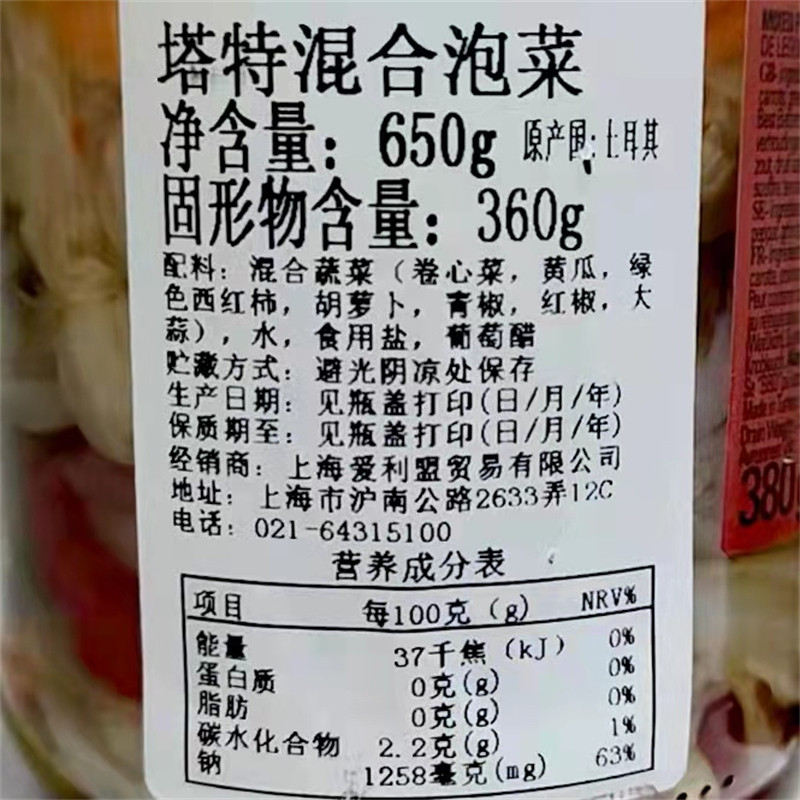 塔特混合泡菜
净含量：650g 原产国：土耳其
固形物含量：360g
配料：混合蔬菜（卷心菜，黄瓜，绿
色西红柿，胡萝卜，青椒，红椒，大
蒜），水，食用盐，葡萄醋
贮藏方式：避光阴凉处保存
生产日期：见瓶盖打印(日/月/年)
保质期至：见瓶盖打印(日/月/年)
经销商：上海爱利盟贸易有限公司
地址：上海市沪南公路2633弄12C
电话：021-64315100
营养成分表
项目 每100克（g） NRV%
能量 37千焦（kJ） 0%
蛋白质 0克(g) 0%
脂肪 0克(g) 0%
碳水化合物 2.2克(g) 1%
钠 1258毫克(mg) 63%
DE LEG
380